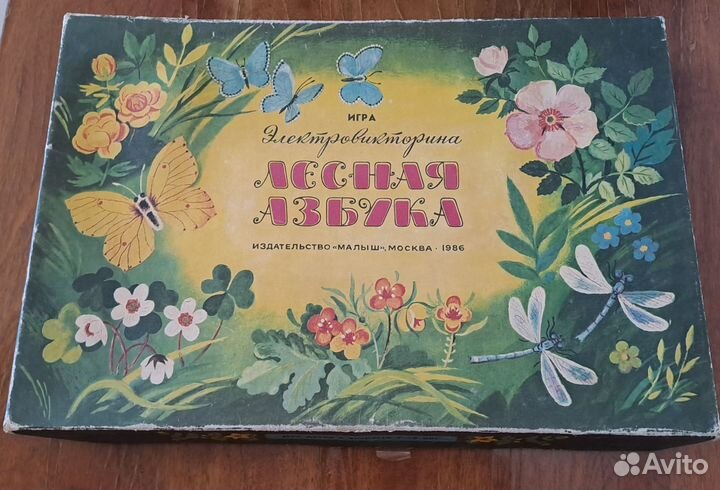 ИГРА
Электровикторина
ЛЕСНАЯ
АЗБУКА
ИЗДАТЕЛЬСТВО «МАЛЫШ», МОСКВА · 1986
Avito